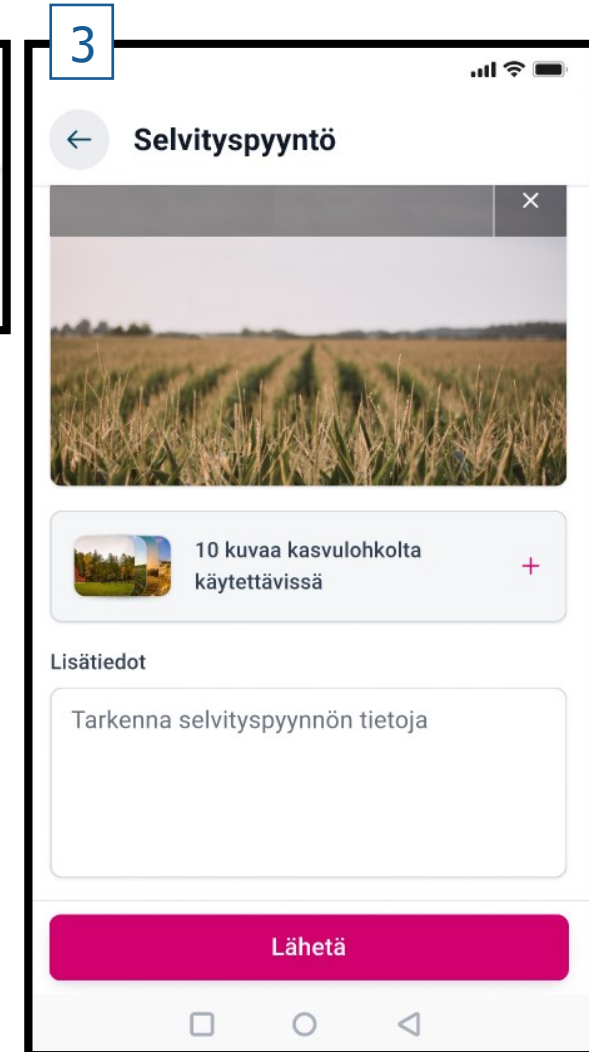 3
Selvityspyyntö
10 kuvaa kasvulohkolta
käytettävissä
Lisätiedot
Tarkenna selvityspyynnön tietoja
Lähetä